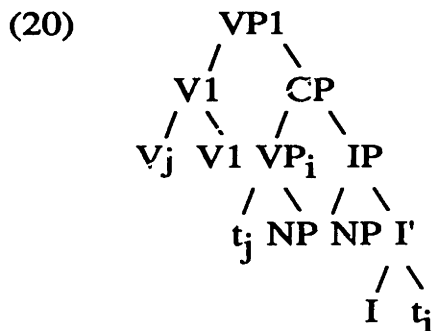 (20) VP1
V1 CP
Vj V1 VPi IP
tj NP NP I'
I ti